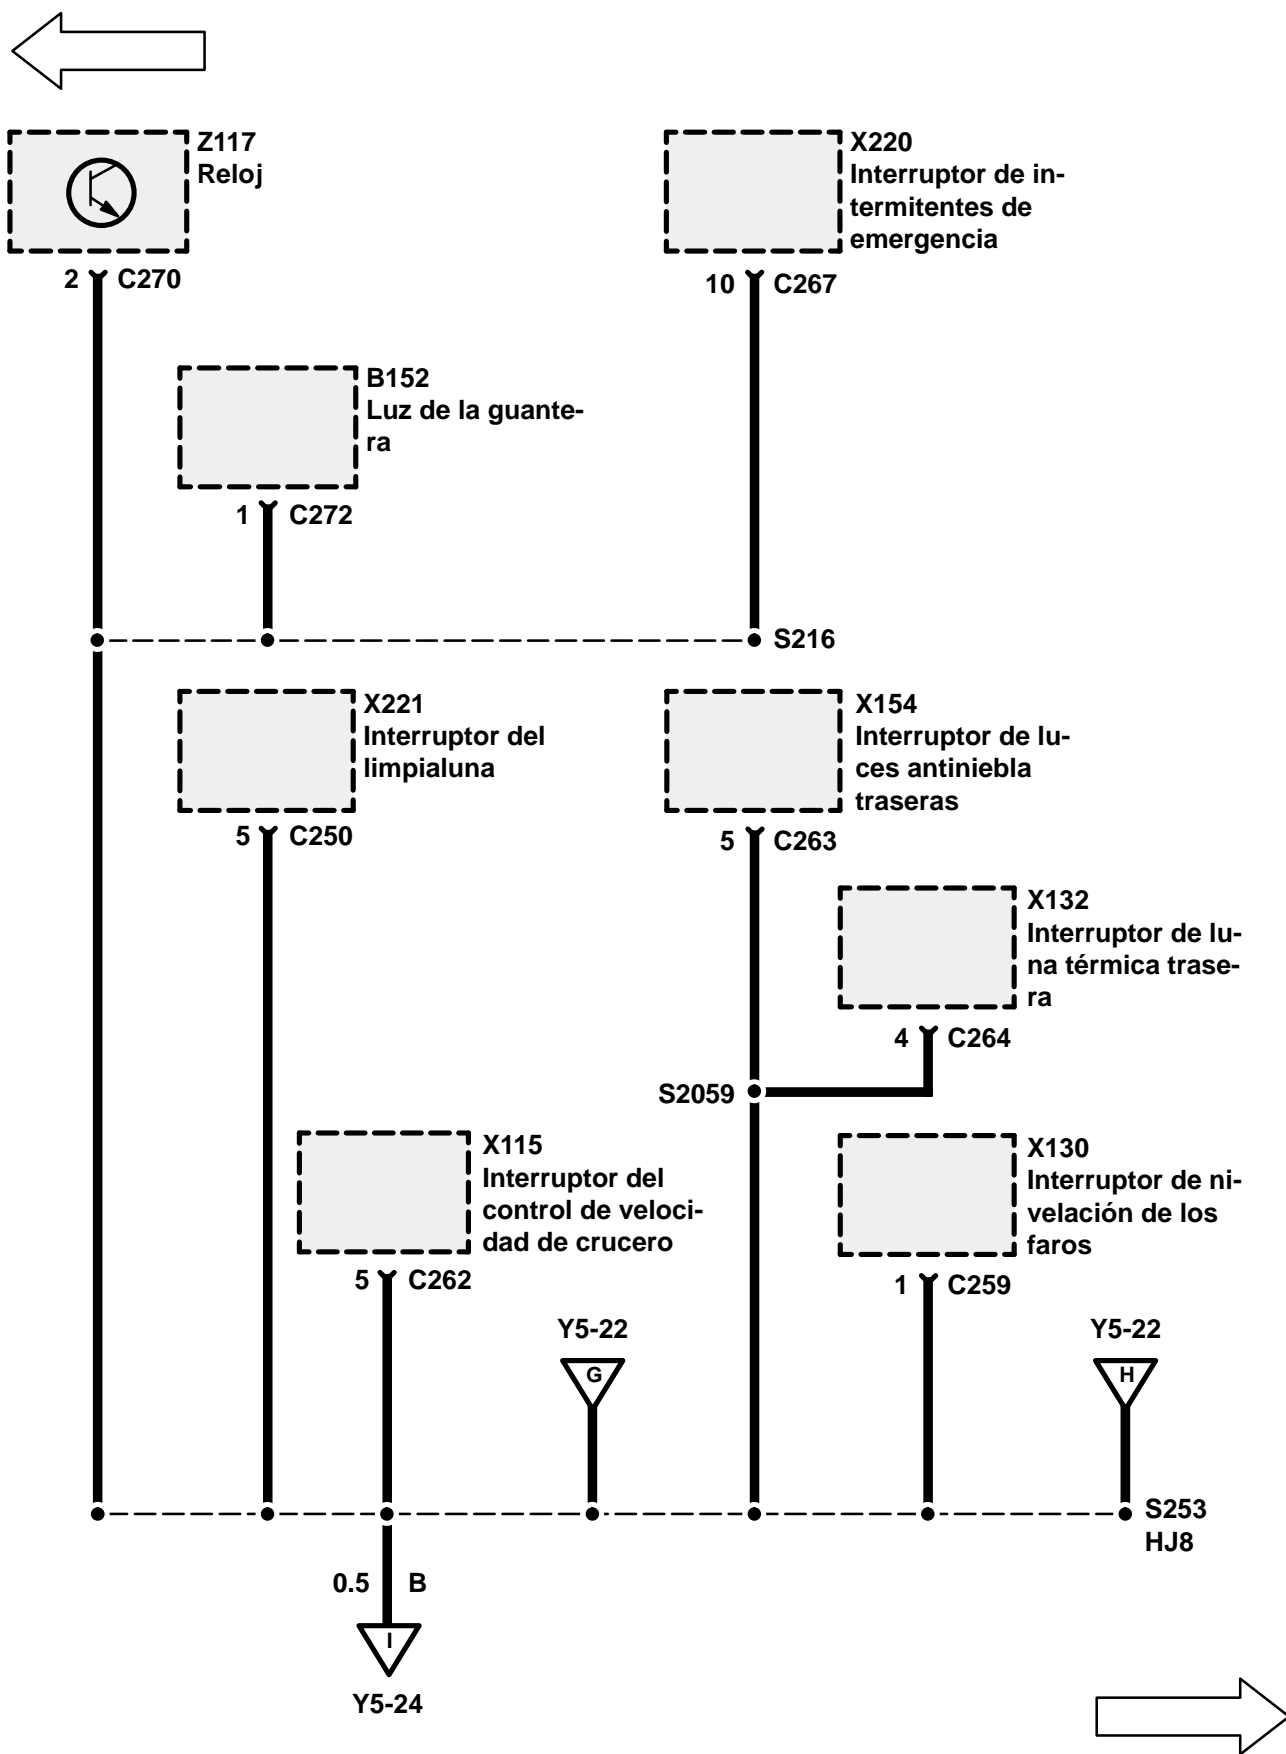 Z117
Reloj
2 C270
X220
Interruptor de in-
termitentes de
emergencia
10 C267
B152
Luz de la guante-
ra
1 C272
S216
X221
Interruptor del
limpialuna
5 C250
X154
Interruptor de lu-
ces antiniebla
traseras
5 C263
X132
Interruptor de lu-
na térmica trase-
ra
4 C264
S2059
X115
Interruptor del
control de veloci-
dad de crucero
5 C262
X130
Interruptor de ni-
velación de los
faros
1 C259
Y5-22
G
Y5-22
H
S253
HJ8
0.5 B
I
Y5-24